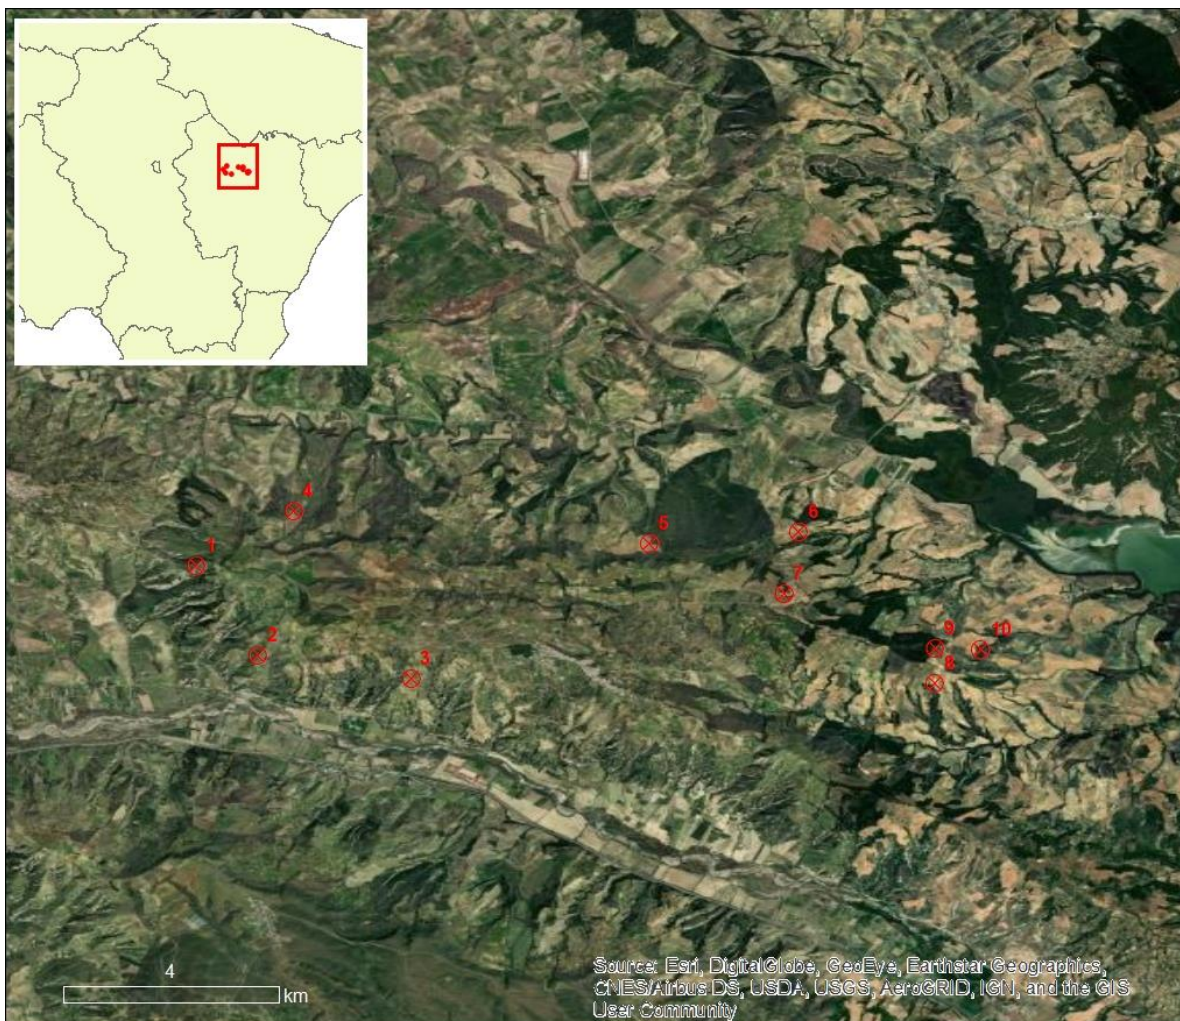 4
5
6
1
7
2
9
10
3
8
4
km
Source: Esri, DigitalGlobe, GeoEye, Earthstar Geographics,
CNES/Airbus DS, USDA, USGS, AeroGRID, IGN, and the GIS
User Community